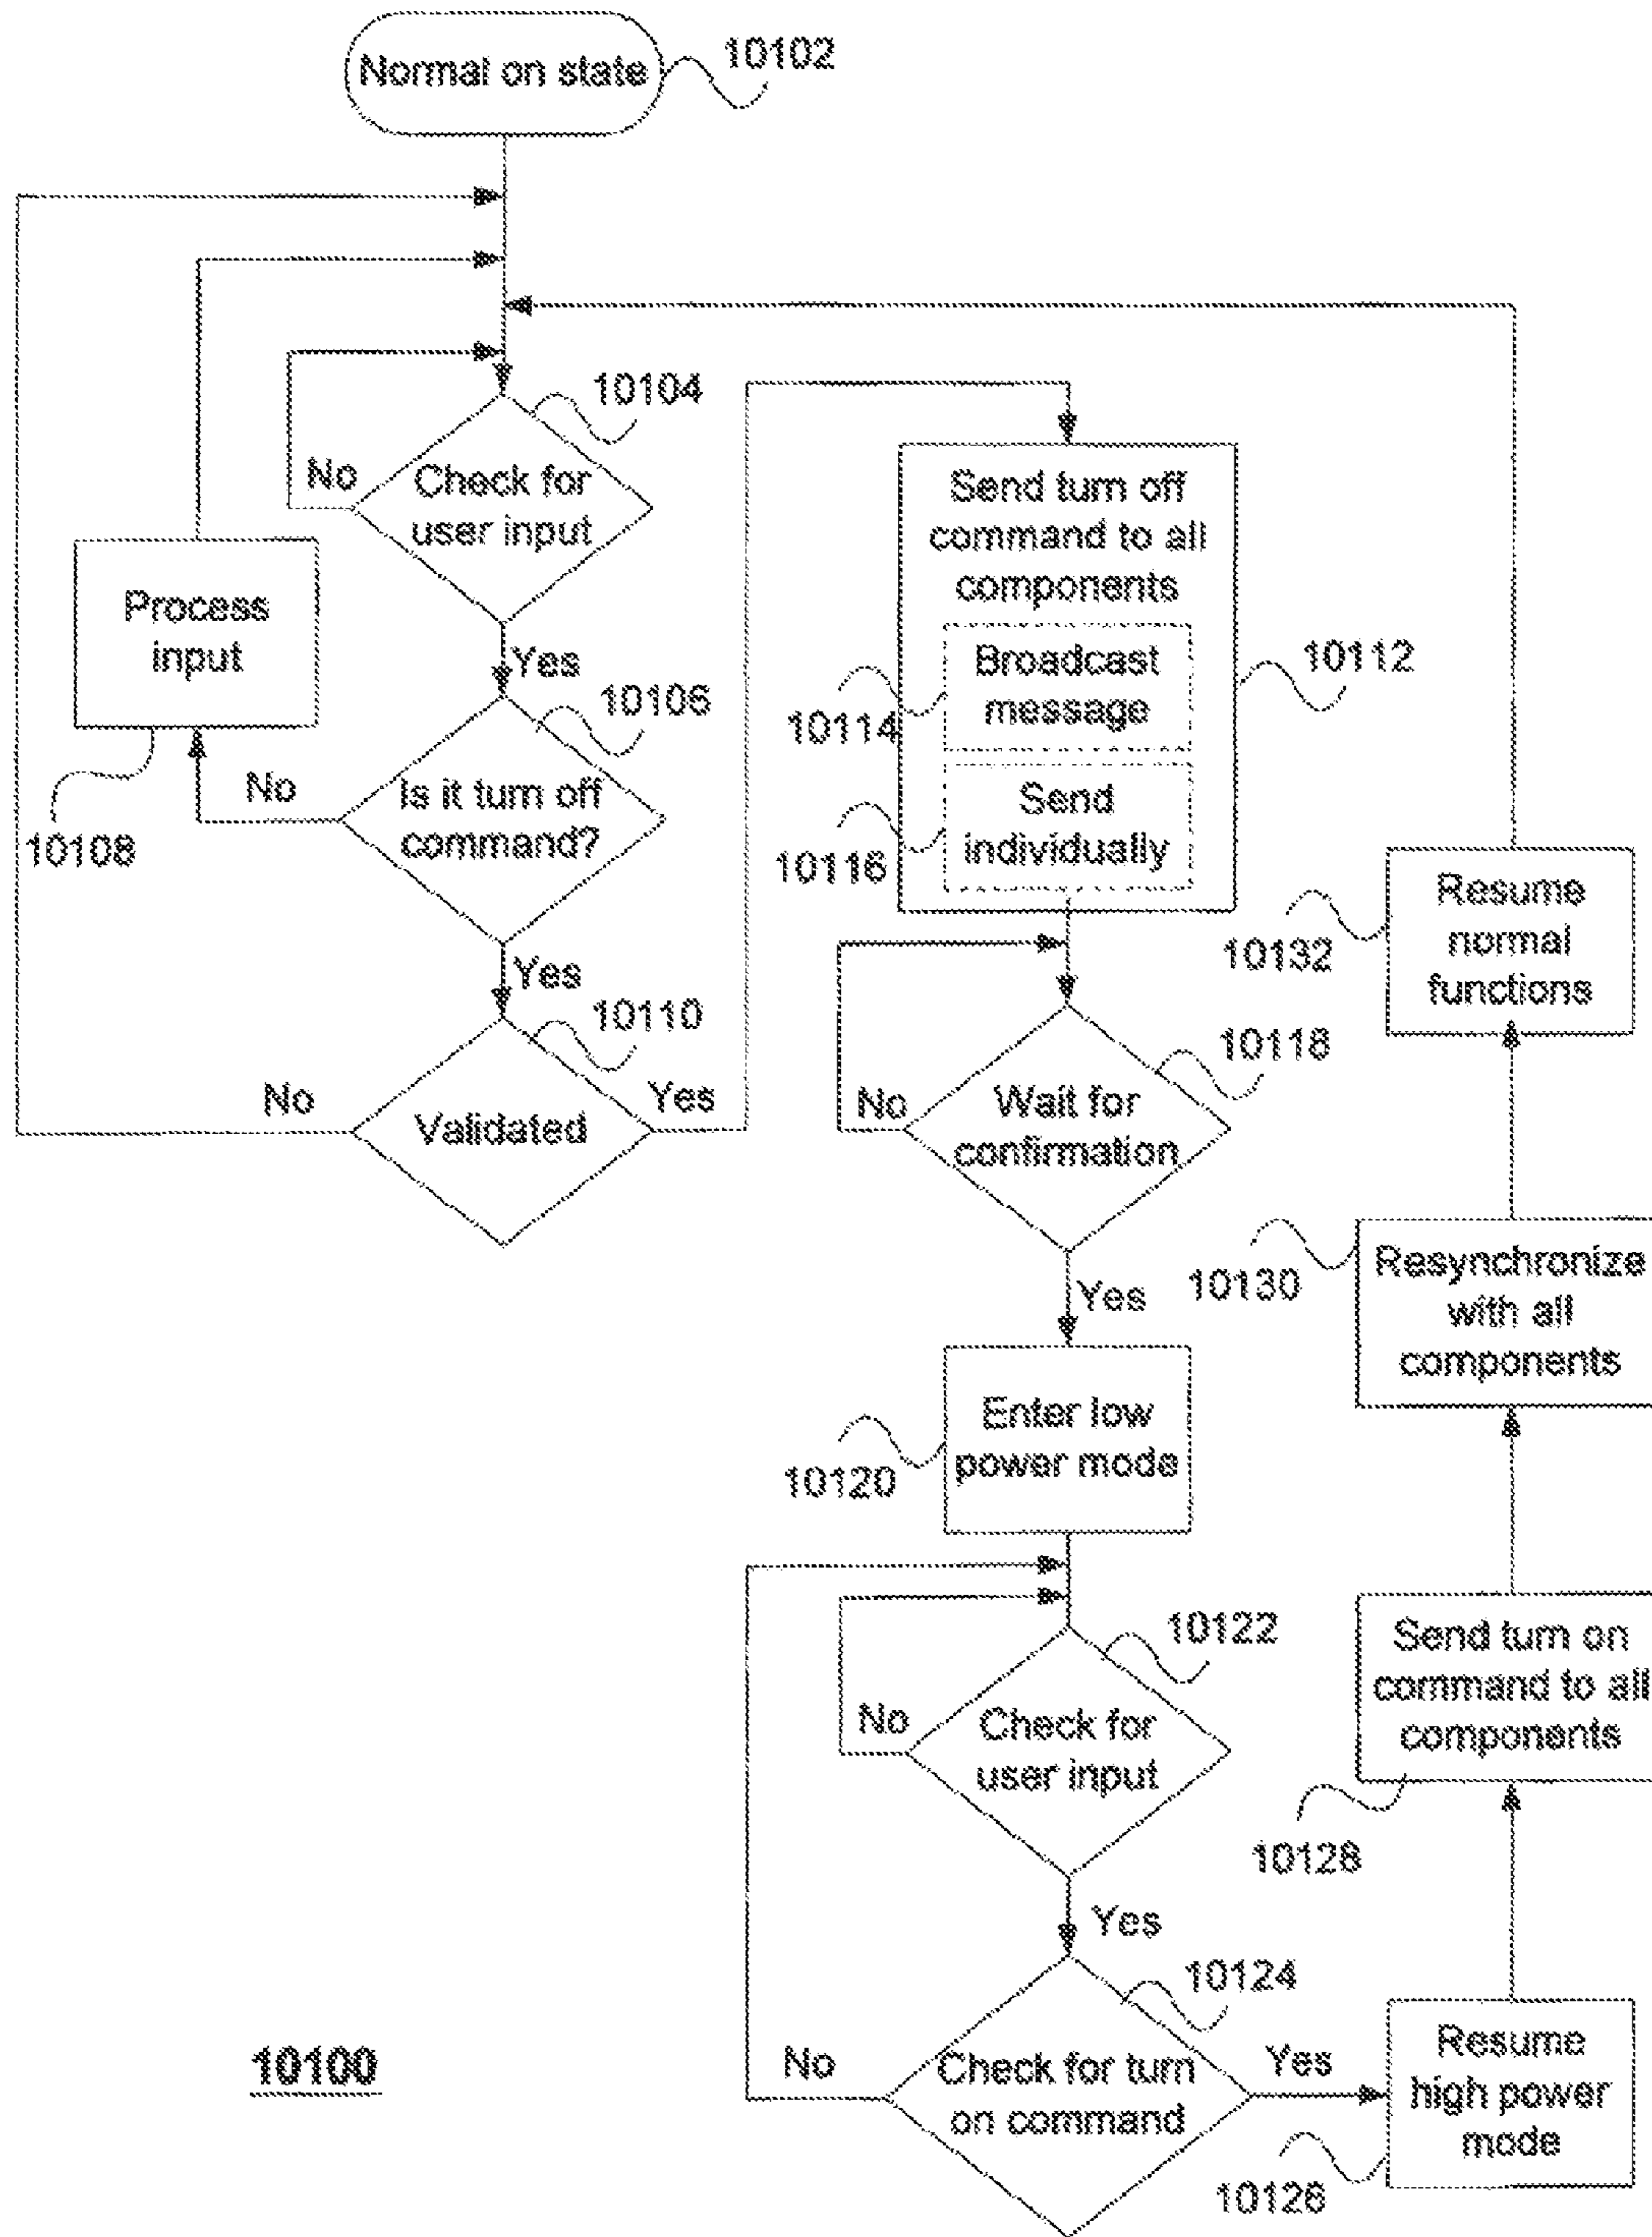 Normal on state
10102
10104
No
Check for
user input
Process
input
Yes
10106
No
Is it turn off
command?
10108
Yes
10110
No
Validated
Yes
Send turn off
command to all
components
Broadcast
message
Send
individually
10112
10114
10116
10118
No
Wait for
confirmation
Yes
Enter low
power mode
10120
10122
No
Check for
user input
Yes
10124
No
Check for turn
on command
Yes
Resume
high power
mode
10126
Send turn on
command to all
components
10128
Resynchronize
with all
components
10130
Resume
normal
functions
10132
10100